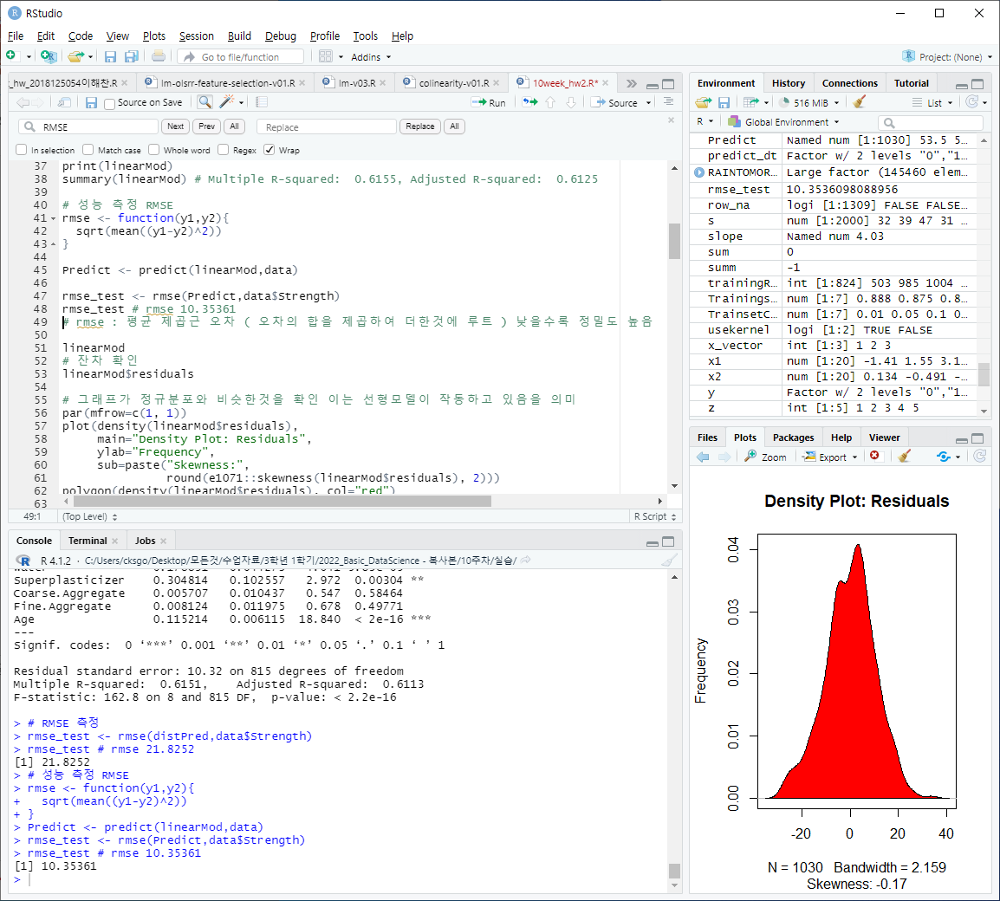 RStudio
File Edit Code View Plots Session Build Debug Profile Tools Help
Go to file/function Addins Project: (None)
_hw_2018125054이해찬.R lm-olsrr-feature-selection-v01.R lm-v03.R colinearity-v01.R 10week_hw2.R*
Source on Save Run Source
RMSE Next Prev All Replace Replace All
In selection Match case Whole word Regex Wrap
37 print(linearMod)
38 summary(linearMod) # Multiple R-squared:  0.6155, Adjusted R-squared:  0.6125
39
40 # 성능 측정 RMSE
41 rmse <- function(y1,y2){
42   sqrt(mean((y1-y2)^2))
43 }
44
45 Predict <- predict(linearMod,data)
46
47 rmse_test <- rmse(Predict,data$Strength)
48 rmse_test # rmse 10.35361
49 # rmse : 평균 제곱근 오차 ( 오차의 합을 제곱하여 더한것에 루트 ) 낮을수록 정밀도 높음
50
51 linearMod
52 # 잔차 확인
53 linearMod$residuals
54
55 # 그래프가 정규분포와 비슷한것을 확인 이는 선형모델이 작동하고 있음을 의미
56 par(mfrow=c(1, 1))
57 plot(density(linearMod$residuals),
58      main="Density Plot: Residuals",
59      ylab="Frequency",
60      sub=paste("Skewness:",
61                round(e1071::skewness(linearMod$residuals), 2)))
62 polygon(density(linearMod$residuals), col="red")
63
49:1 (Top Level) R Script
Console Terminal Jobs
R 4.1.2 · C:/Users/cksgo/Desktop/모든것/수업자료/3학년 1학기/2022_Basic_DataScience - 복사본/10주차/실습/
Superplasticizer    0.304814   0.102557   2.972  0.00304 **
Coarse.Aggregate    0.005707   0.010437   0.547  0.58464
Fine.Aggregate      0.008124   0.011975   0.678  0.49771
Age                 0.115214   0.006115  18.840  < 2e-16 ***
---
Signif. codes:  0 ‘***’ 0.001 ‘**’ 0.01 ‘*’ 0.05 ‘.’ 0.1 ‘ ’ 1
Residual standard error: 10.32 on 815 degrees of freedom
Multiple R-squared:  0.6151,    Adjusted R-squared:  0.6113
F-statistic: 162.8 on 8 and 815 DF,  p-value: < 2.2e-16
> # RMSE 측정
> rmse_test <- rmse(distPred,data$Strength)
> rmse_test # rmse 21.8252
[1] 21.8252
> # 성능 측정 RMSE
> rmse <- function(y1,y2){
+   sqrt(mean((y1-y2)^2))
+ }
> Predict <- predict(linearMod,data)
> rmse_test <- rmse(Predict,data$Strength)
> rmse_test # rmse 10.35361
[1] 10.35361
>
Environment History Connections Tutorial
516 MiB List
R Global Environment
Predict Named num [1:1030] 53.5 5…
predict_dt Factor w/ 2 levels "0","1…
RAINTOMOR… Large factor (145460 elem…
rmse_test 10.3536098088956
row_na logi [1:1309] FALSE FALSE…
s num [1:2000] 32 39 47 31 …
slope Named num 4.03
sum 0
summ -1
trainingR… int [1:824] 503 985 1004 …
Trainings… num [1:7] 0.888 0.875 0.8…
TrainsetC… num [1:7] 0.01 0.05 0.1 0…
usekernel logi [1:2] TRUE FALSE
x_vector int [1:3] 1 2 3
x1 num [1:20] -1.41 1.55 3.1…
x2 num [1:20] 0.134 -0.491 -…
y Factor w/ 2 levels "0","1…
z int [1:5] 1 2 3 4 5
Files Plots Packages Help Viewer
Zoom Export
Density Plot: Residuals
Frequency
0.04
0.03
0.02
0.01
0.00
-20 0 20 40
N = 1030   Bandwidth = 2.159
Skewness: -0.17